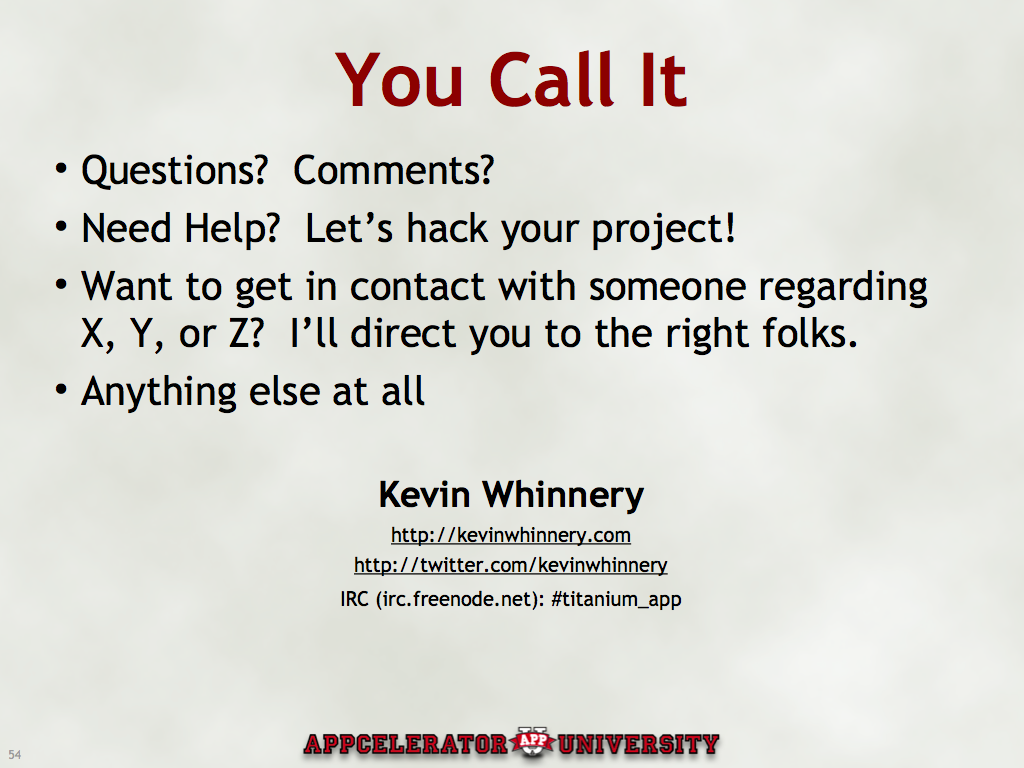 You Call It
• Questions?  Comments?
• Need Help?  Let’s hack your project!
• Want to get in contact with someone regarding
X, Y, or Z?  I’ll direct you to the right folks.
• Anything else at all
Kevin Whinnery
http://kevinwhinnery.com
http://twitter.com/kevinwhinnery
IRC (irc.freenode.net): #titanium_app
54
APPCELERATOR U APP UNIVERSITY